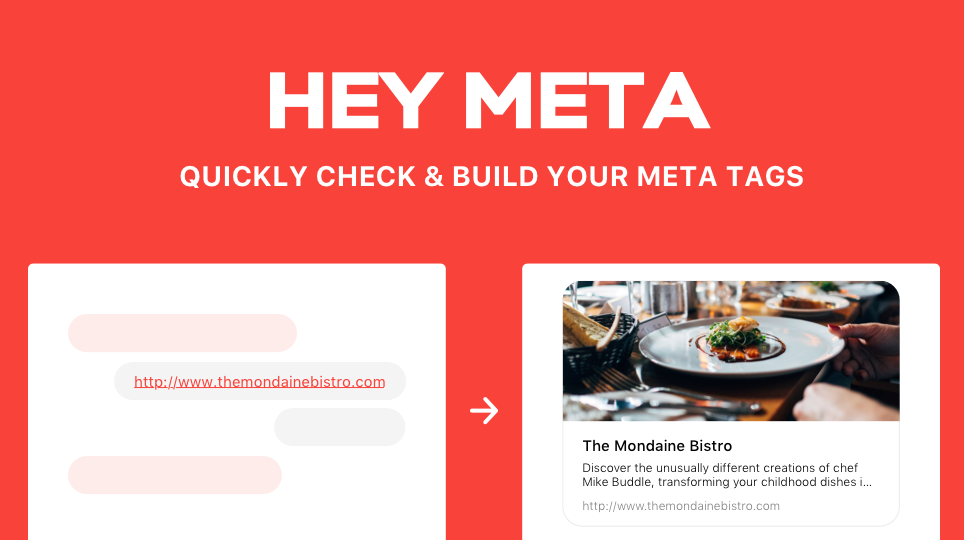 HEY META
QUICKLY CHECK & BUILD YOUR META TAGS
http://www.themondainebistro.com
The Mondaine Bistro
Discover the unusually different creations of chef
Mike Buddle, transforming your childhood dishes i...
http://www.themondainebistro.com